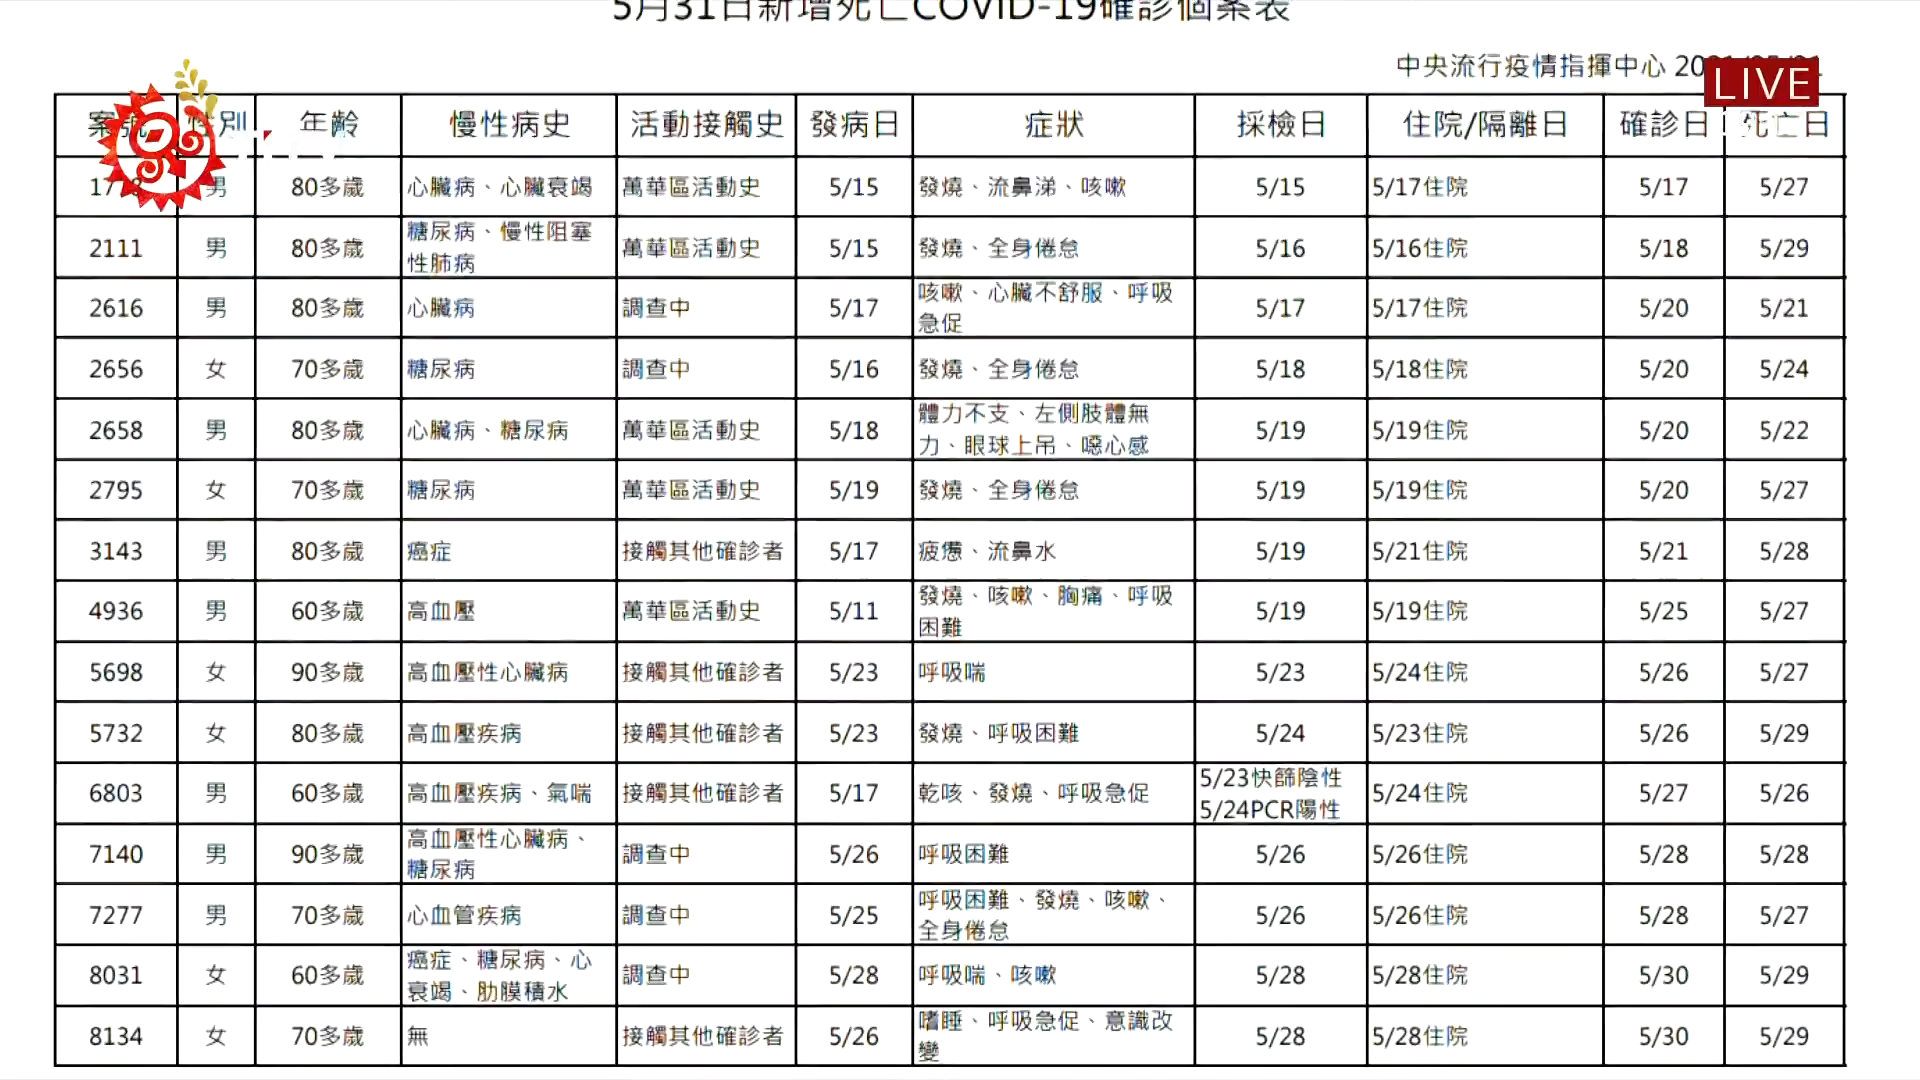 5月31日新增死亡COVID-19確診個案表
中央流行疫情指揮中心
LIVE
年齡 慢性病史 活動接觸史 發病日 症狀 採檢日 住院/隔離日 確診日 死亡日
男 80多歲 心臟病、心臟衰竭 萬華區活動史 5/15 發燒、流鼻涕、咳嗽 5/15 5/17住院 5/17 5/27
2111 男 80多歲 糖尿病、慢性阻塞
性肺病 萬華區活動史 5/15 發燒、全身倦怠 5/16 5/16住院 5/18 5/29
2616 男 80多歲 心臟病 調查中 5/17 咳嗽、心臟不舒服、呼吸
急促 5/17 5/17住院 5/20 5/21
2656 女 70多歲 糖尿病 調查中 5/16 發燒、全身倦怠 5/18 5/18住院 5/20 5/24
2658 男 80多歲 心臟病、糖尿病 萬華區活動史 5/18 體力不支、左側肢體無
力、眼球上吊、噁心感 5/19 5/19住院 5/20 5/22
2795 女 70多歲 糖尿病 萬華區活動史 5/19 發燒、全身倦怠 5/19 5/19住院 5/20 5/27
3143 男 80多歲 癌症 接觸其他確診者 5/17 疲憊、流鼻水 5/19 5/21住院 5/21 5/28
4936 男 60多歲 高血壓 萬華區活動史 5/11 發燒、咳嗽、胸痛、呼吸
困難 5/19 5/19住院 5/25 5/27
5698 女 90多歲 高血壓性心臟病 接觸其他確診者 5/23 呼吸喘 5/23 5/24住院 5/26 5/27
5732 女 80多歲 高血壓疾病 接觸其他確診者 5/23 發燒、呼吸困難 5/24 5/23住院 5/26 5/29
6803 男 60多歲 高血壓疾病、氣喘 接觸其他確診者 5/17 乾咳、發燒、呼吸急促 5/23快篩陰性
5/24PCR陽性 5/24住院 5/27 5/26
7140 男 90多歲 高血壓性心臟病、
糖尿病 調查中 5/26 呼吸困難 5/26 5/26住院 5/28 5/28
7277 男 70多歲 心血管疾病 調查中 5/25 呼吸困難、發燒、咳嗽、
全身倦怠 5/26 5/26住院 5/28 5/27
8031 女 60多歲 癌症、糖尿病、心
衰竭、肋膜積水 調查中 5/28 呼吸喘、咳嗽 5/28 5/28住院 5/30 5/29
8134 女 70多歲 無 接觸其他確診者 5/26 嗜睡、呼吸急促、意識改
變 5/28 5/28住院 5/30 5/29